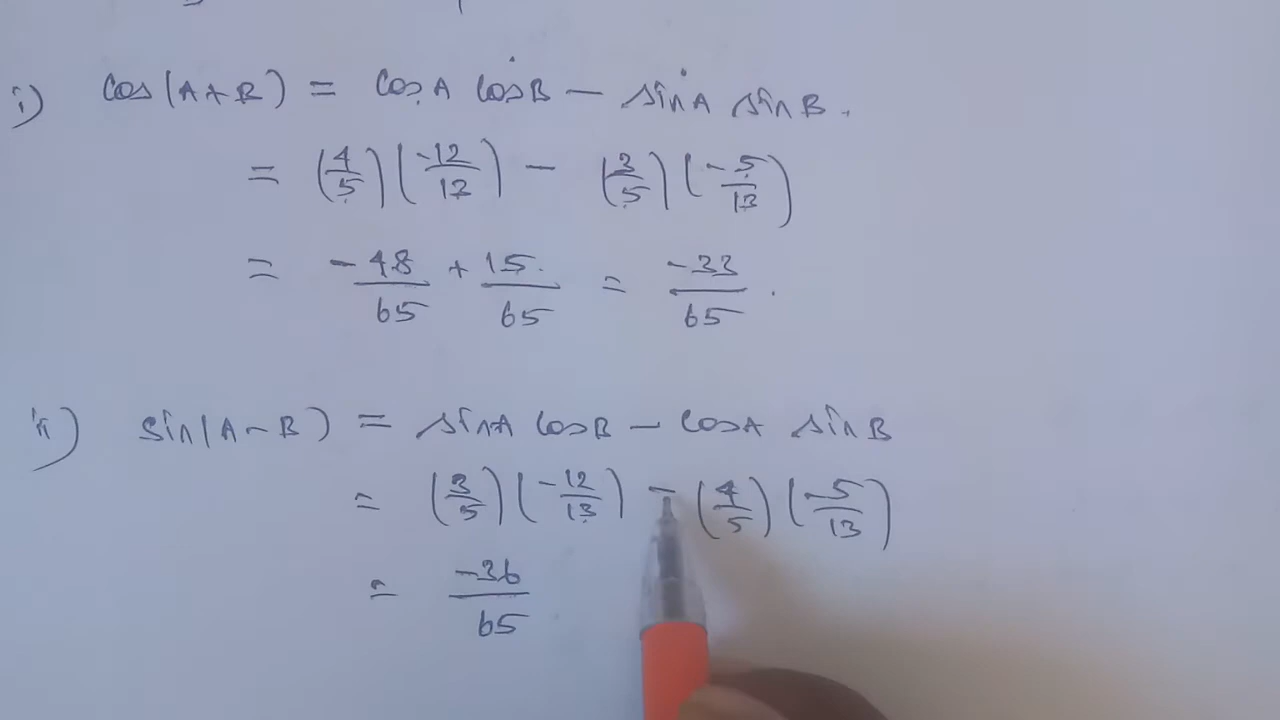 i) cos(A+B) = cosA cosB - sinA sinB.
= (4/5)(-12/13) - (3/5)(-5/13)
= -48/65 + 15/65 = -33/65.
ii) sin(A-B) = sinA cosB - cosA sinB
= (3/5)(-12/13) - (4/5)(-5/13)
= -36/65